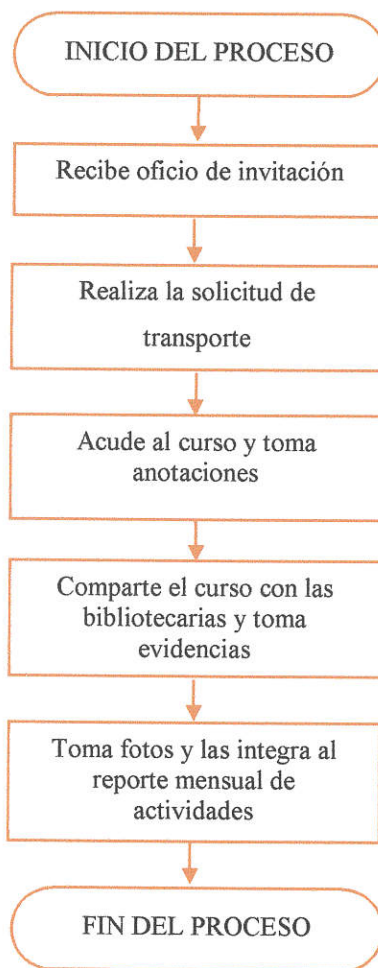 INICIO DEL PROCESO
Recibe oficio de invitación
Realiza la solicitud de
transporte
Acude al curso y toma
anotaciones
Comparte el curso con las
bibliotecarias y toma
evidencias
Toma fotos y las integra al
reporte mensual de
actividades
FIN DEL PROCESO